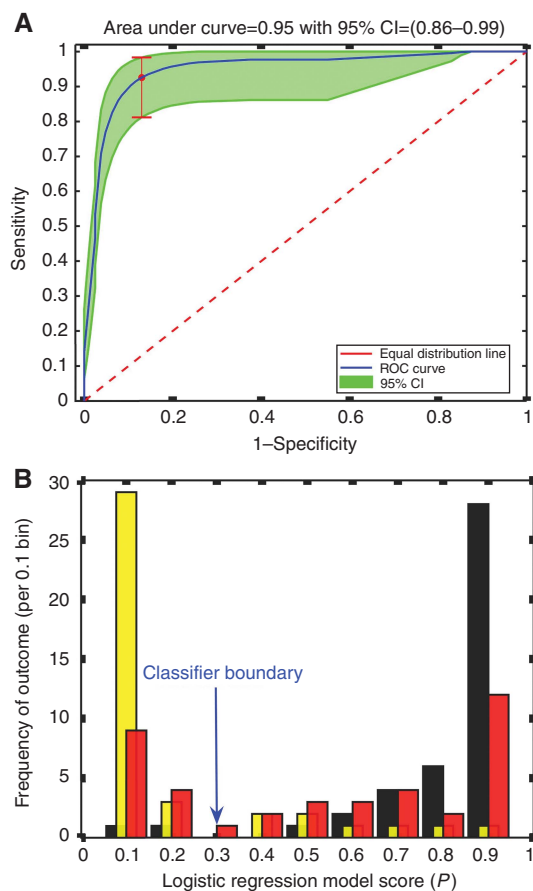 A
Area under curve=0.95 with 95% CI=(0.86–0.99)
1
0.9
0.8
0.7
0.6
0.5
0.4
0.3
0.2
0.1
0
Sensitivity
Equal distribution line
ROC curve
95% CI
0 0.2 0.4 0.6 0.8 1
1–Specificity
B
30
25
20
15
10
5
0
Frequency of outcome (per 0.1 bin)
Classifier boundary
0 0.1 0.2 0.3 0.4 0.5 0.6 0.7 0.8 0.9 1
Logistic regression model score (P)